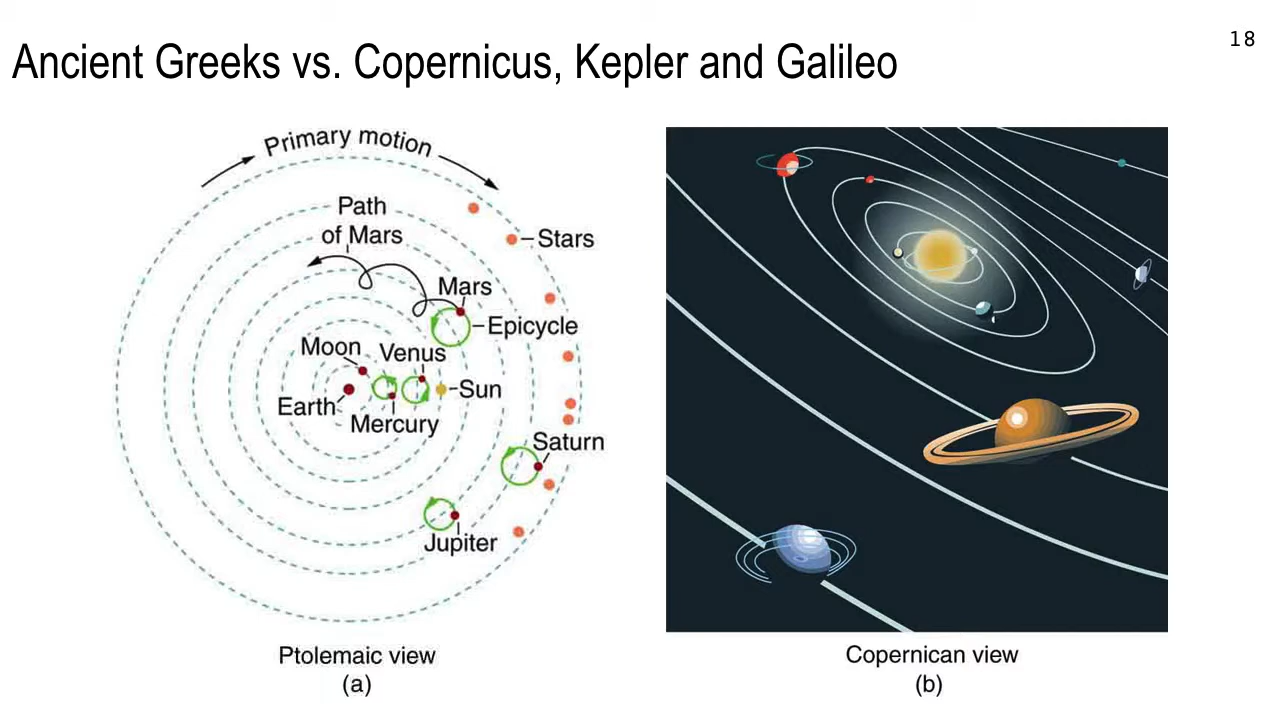 Ancient Greeks vs. Copernicus, Kepler and Galileo
18
Primary motion
Path
of Mars
Stars
Mars
Epicycle
Moon
Venus
Sun
Earth
Mercury
Saturn
Jupiter
Ptolemaic view
(a)
Copernican view
(b)